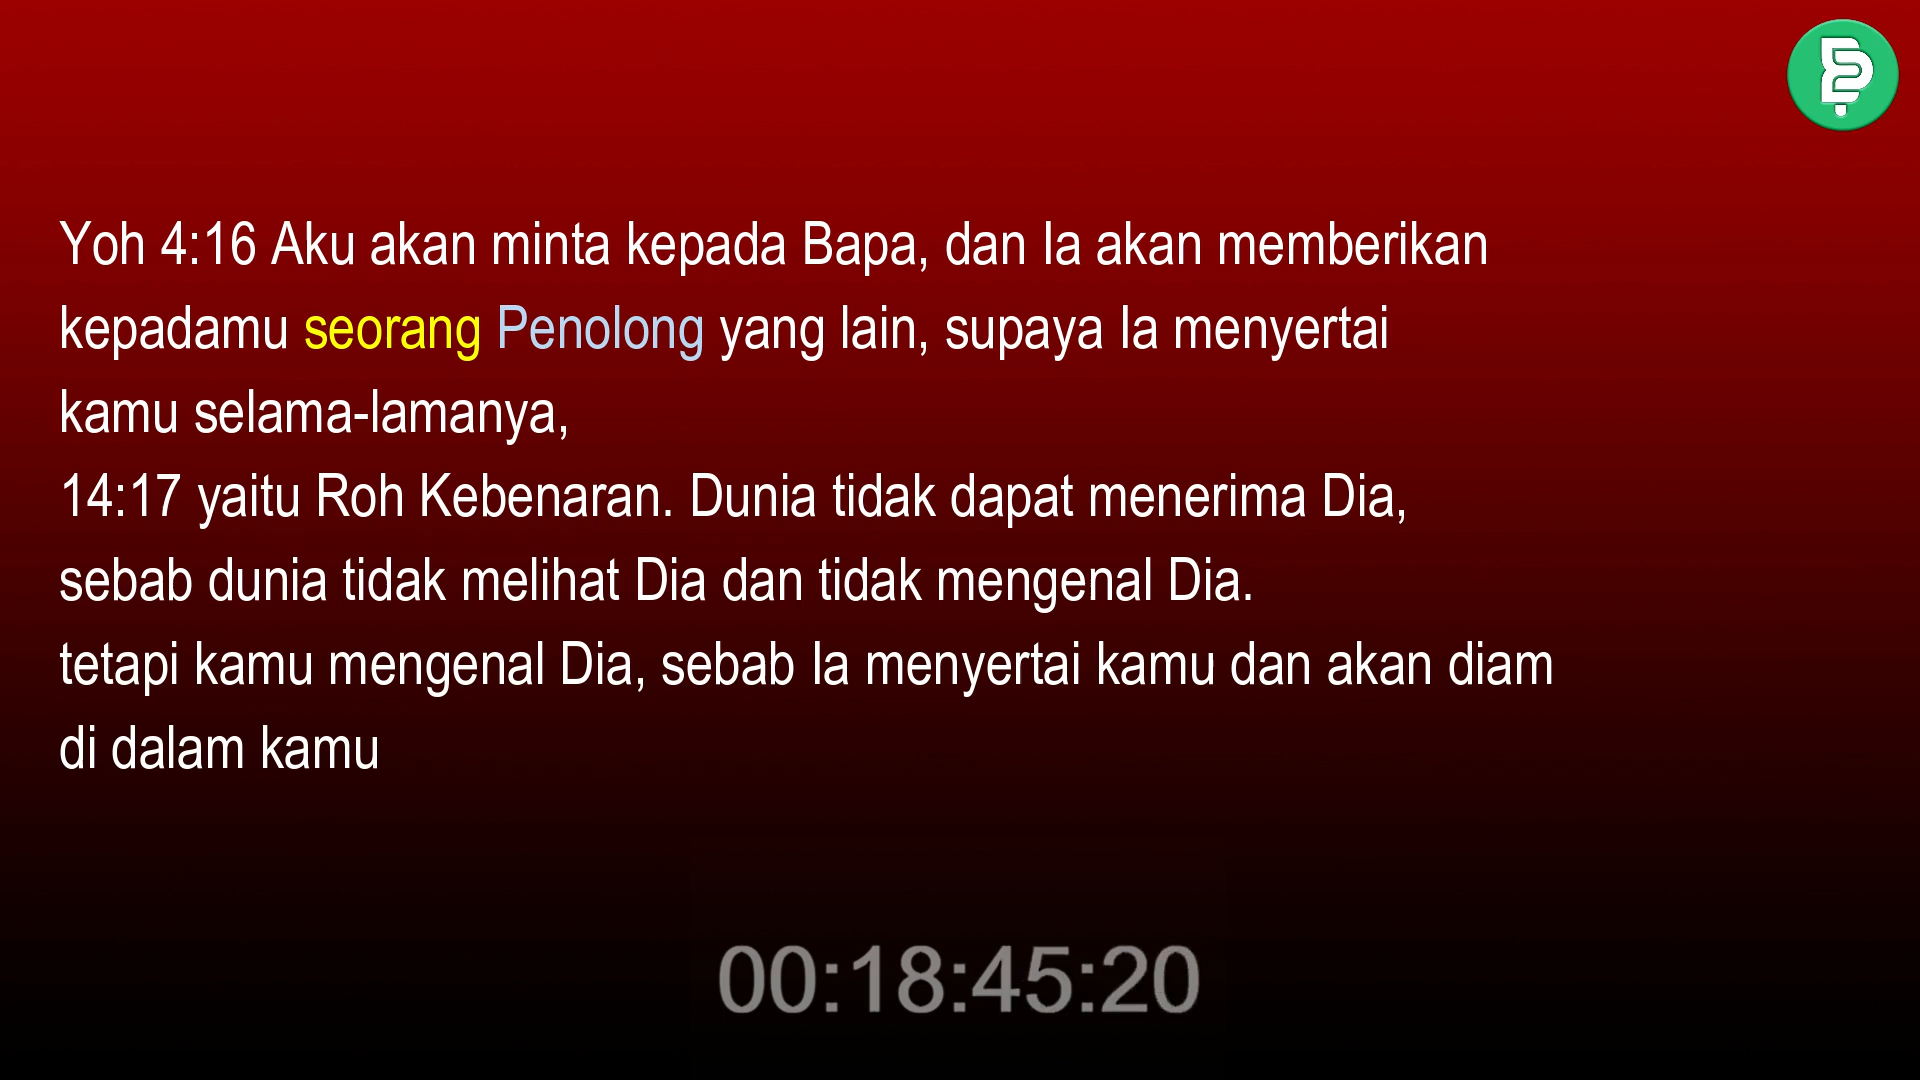 Yoh 4:16 Aku akan minta kepada Bapa, dan Ia akan memberikan
kepadamu seorang Penolong yang lain, supaya Ia menyertai
kamu selama-lamanya,
14:17 yaitu Roh Kebenaran. Dunia tidak dapat menerima Dia,
sebab dunia tidak melihat Dia dan tidak mengenal Dia.
tetapi kamu mengenal Dia, sebab Ia menyertai kamu dan akan diam
di dalam kamu
00:18:45:20